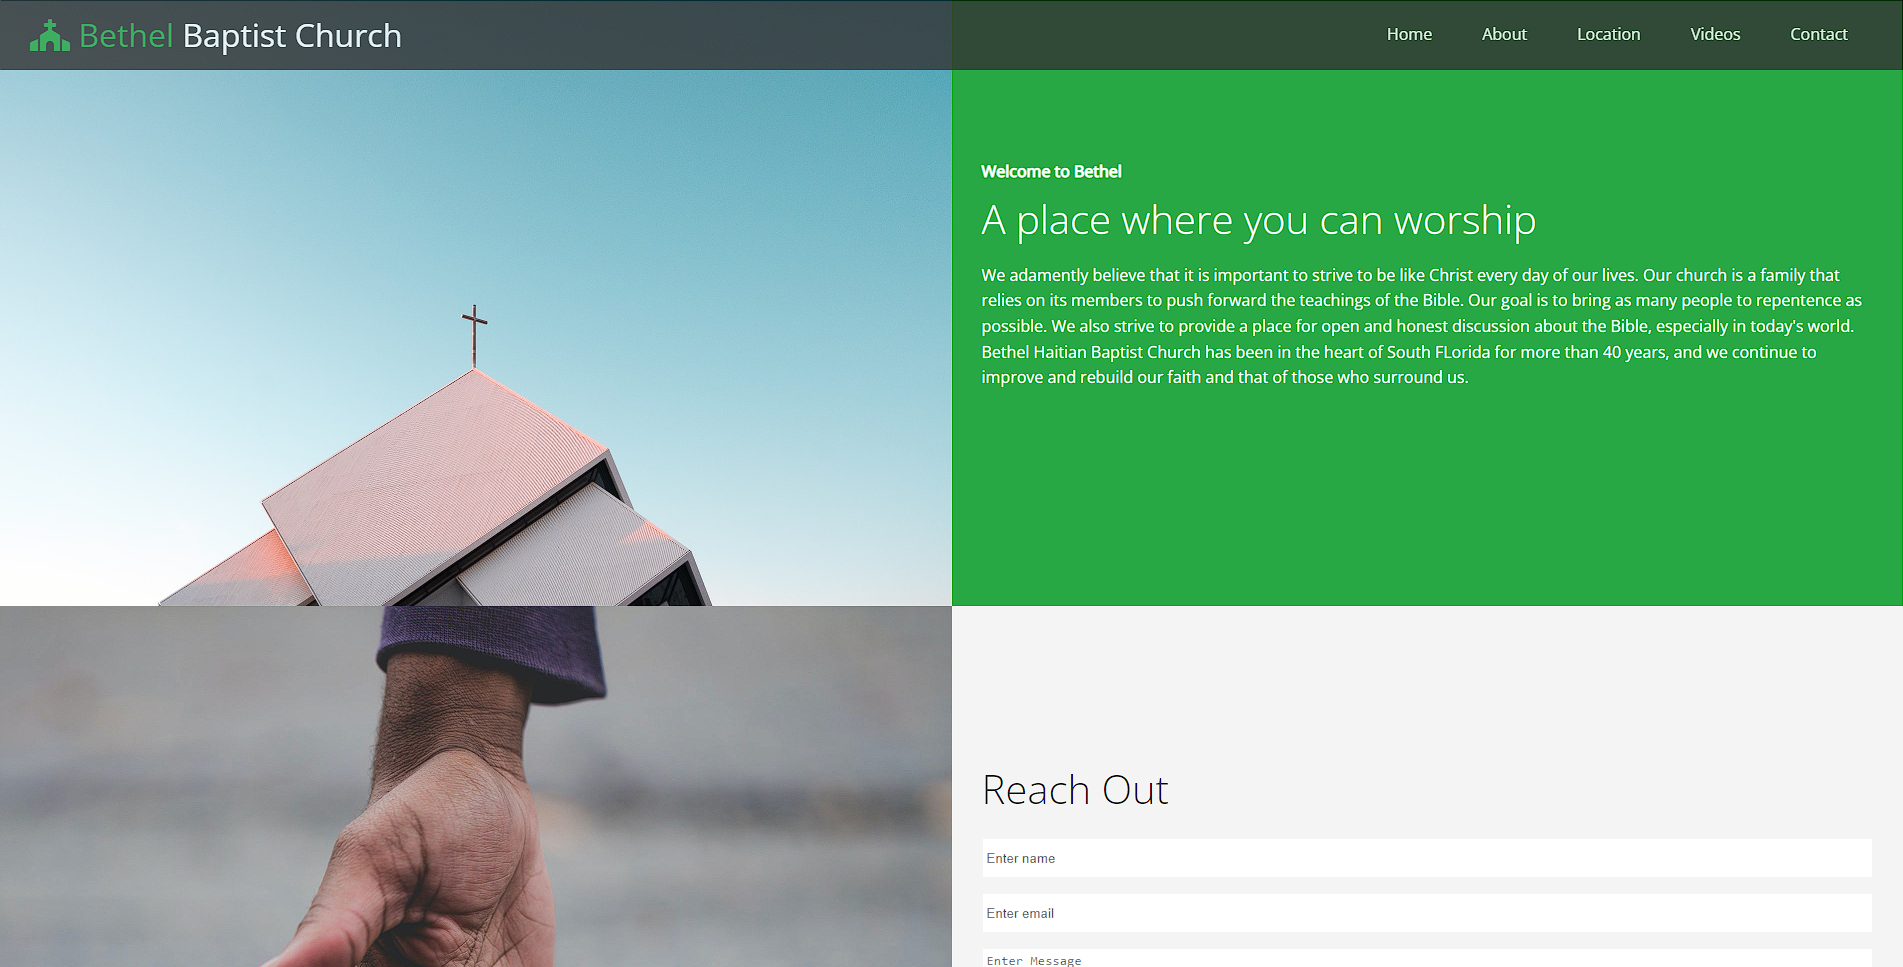 Bethel Baptist Church
Home
About
Location
Videos
Contact
Welcome to Bethel
A place where you can worship
We adamently believe that it is important to strive to be like Christ every day of our lives. Our church is a family that
relies on its members to push forward the teachings of the Bible. Our goal is to bring as many people to repentence as
possible. We also strive to provide a place for open and honest discussion about the Bible, especially in today's world.
Bethel Haitian Baptist Church has been in the heart of South FLorida for more than 40 years, and we continue to
improve and rebuild our faith and that of those who surround us.
Reach Out
Enter name
Enter email
Enter Message